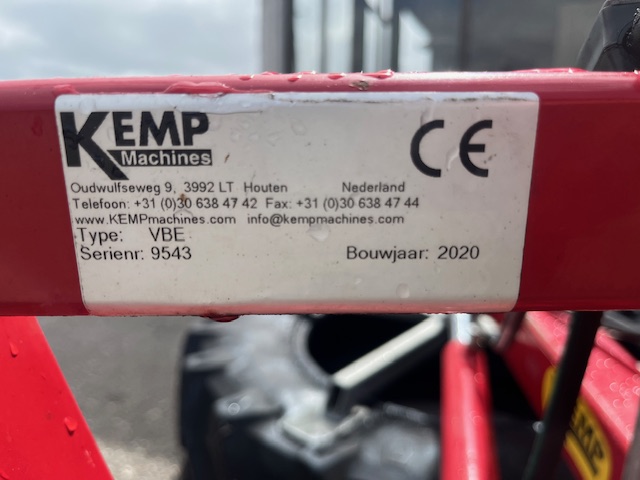 KEMP
Machines
CE
Oudwulfseweg 9, 3992 LT Houten Nederland
Telefoon: +31 (0)30 638 47 42 Fax: +31 (0)30 638 47 44
www.KEMPmachines.com info@kempmachines.com
Type: VBE
Serienr: 9543 Bouwjaar: 2020
KEMP